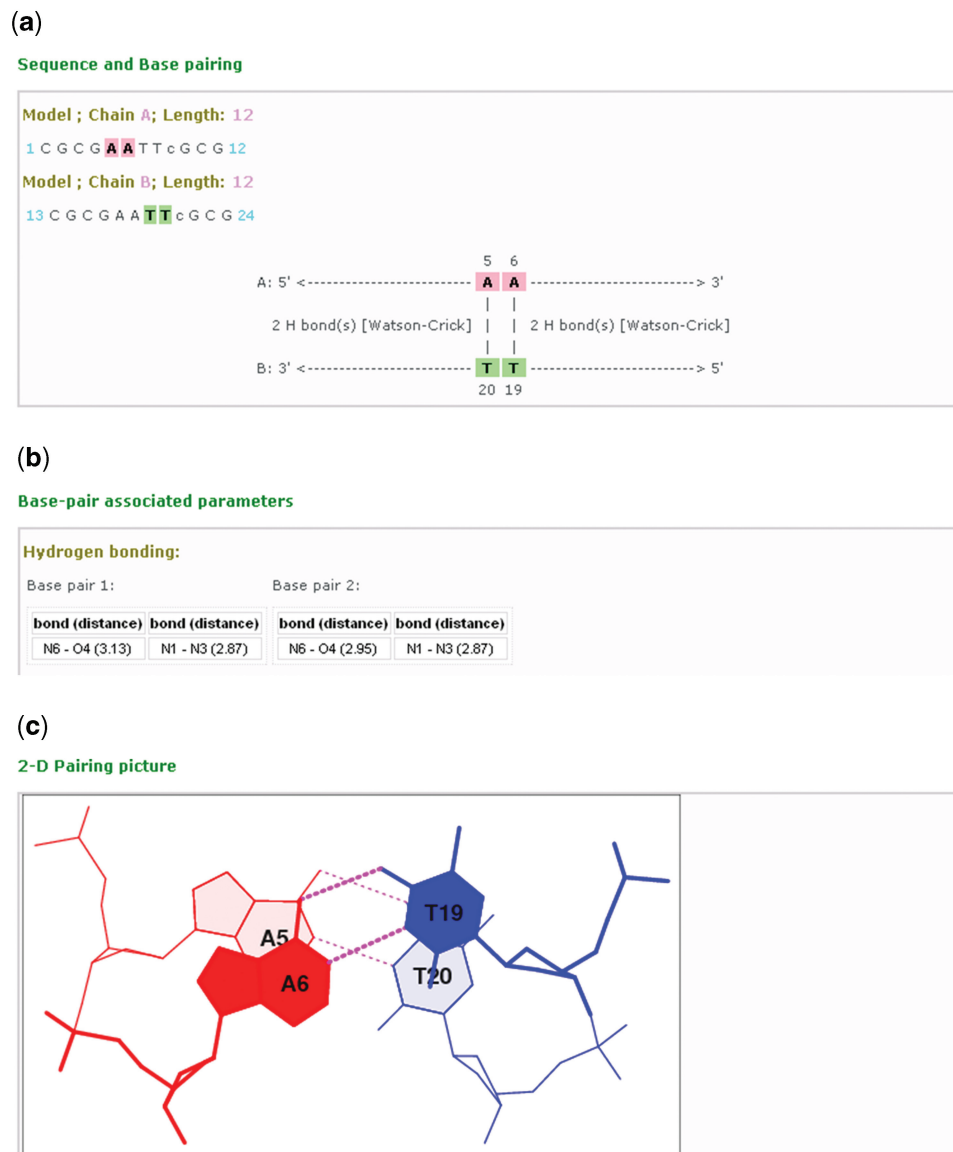 (a)
Sequence and Base pairing
Model ; Chain A; Length: 12
1 C G C G A A T T c G C G 12
Model ; Chain B; Length: 12
13 C G C G A A T T c G C G 24
5 6
A: 5' <---------------------- A A ----------------------> 3'
2 H bond(s) [Watson-Crick] | | 2 H bond(s) [Watson-Crick]
B: 3' <---------------------- T T ----------------------> 5'
20 19
(b)
Base-pair associated parameters
Hydrogen bonding:
Base pair 1: Base pair 2:
bond (distance) bond (distance) bond (distance) bond (distance)
N6 - O4 (3.13) N1 - N3 (2.87) N6 - O4 (2.95) N1 - N3 (2.87)
(c)
2-D Pairing picture
T19
A5
T20
A6